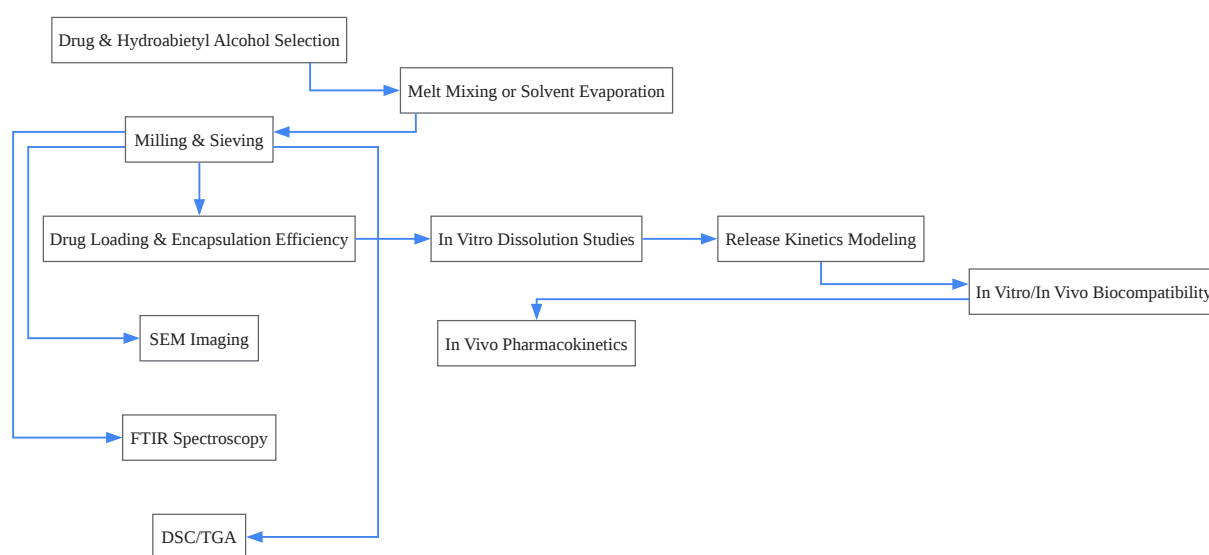 Drug & Hydroabietyl Alcohol Selection
Melt Mixing or Solvent Evaporation
Milling & Sieving
Drug Loading & Encapsulation Efficiency
In Vitro Dissolution Studies
Release Kinetics Modeling
In Vitro/In Vivo Biocompatibility
In Vivo Pharmacokinetics
SEM Imaging
FTIR Spectroscopy
DSC/TGA